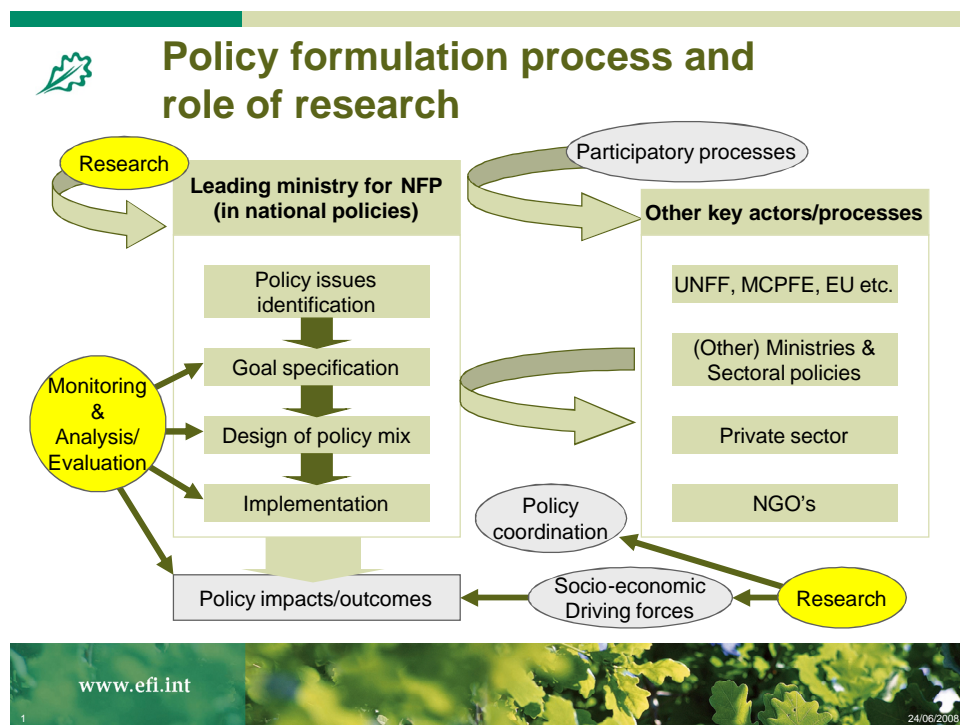 Policy formulation process and
role of research
Research
Participatory processes
Leading ministry for NFP
(in national policies)
Other key actors/processes
Policy issues
identification
UNFF, MCPFE, EU etc.
Goal specification
(Other) Ministries &
Sectoral policies
Monitoring
&
Analysis/
Evaluation
Design of policy mix
Private sector
Implementation
NGO's
Policy
coordination
Policy impacts/outcomes
Socio-economic
Driving forces
Research
www.efi.int
1
24/06/2008